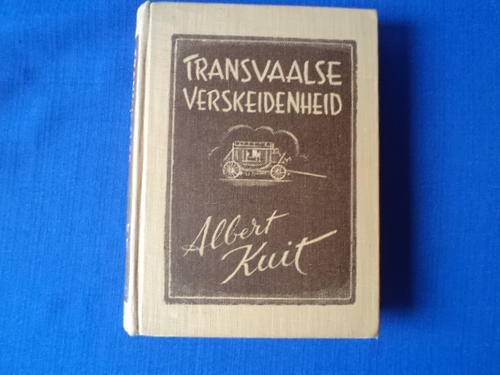 TRANSVAALSE
VERSKEIDENHEID
Albert
Kuit